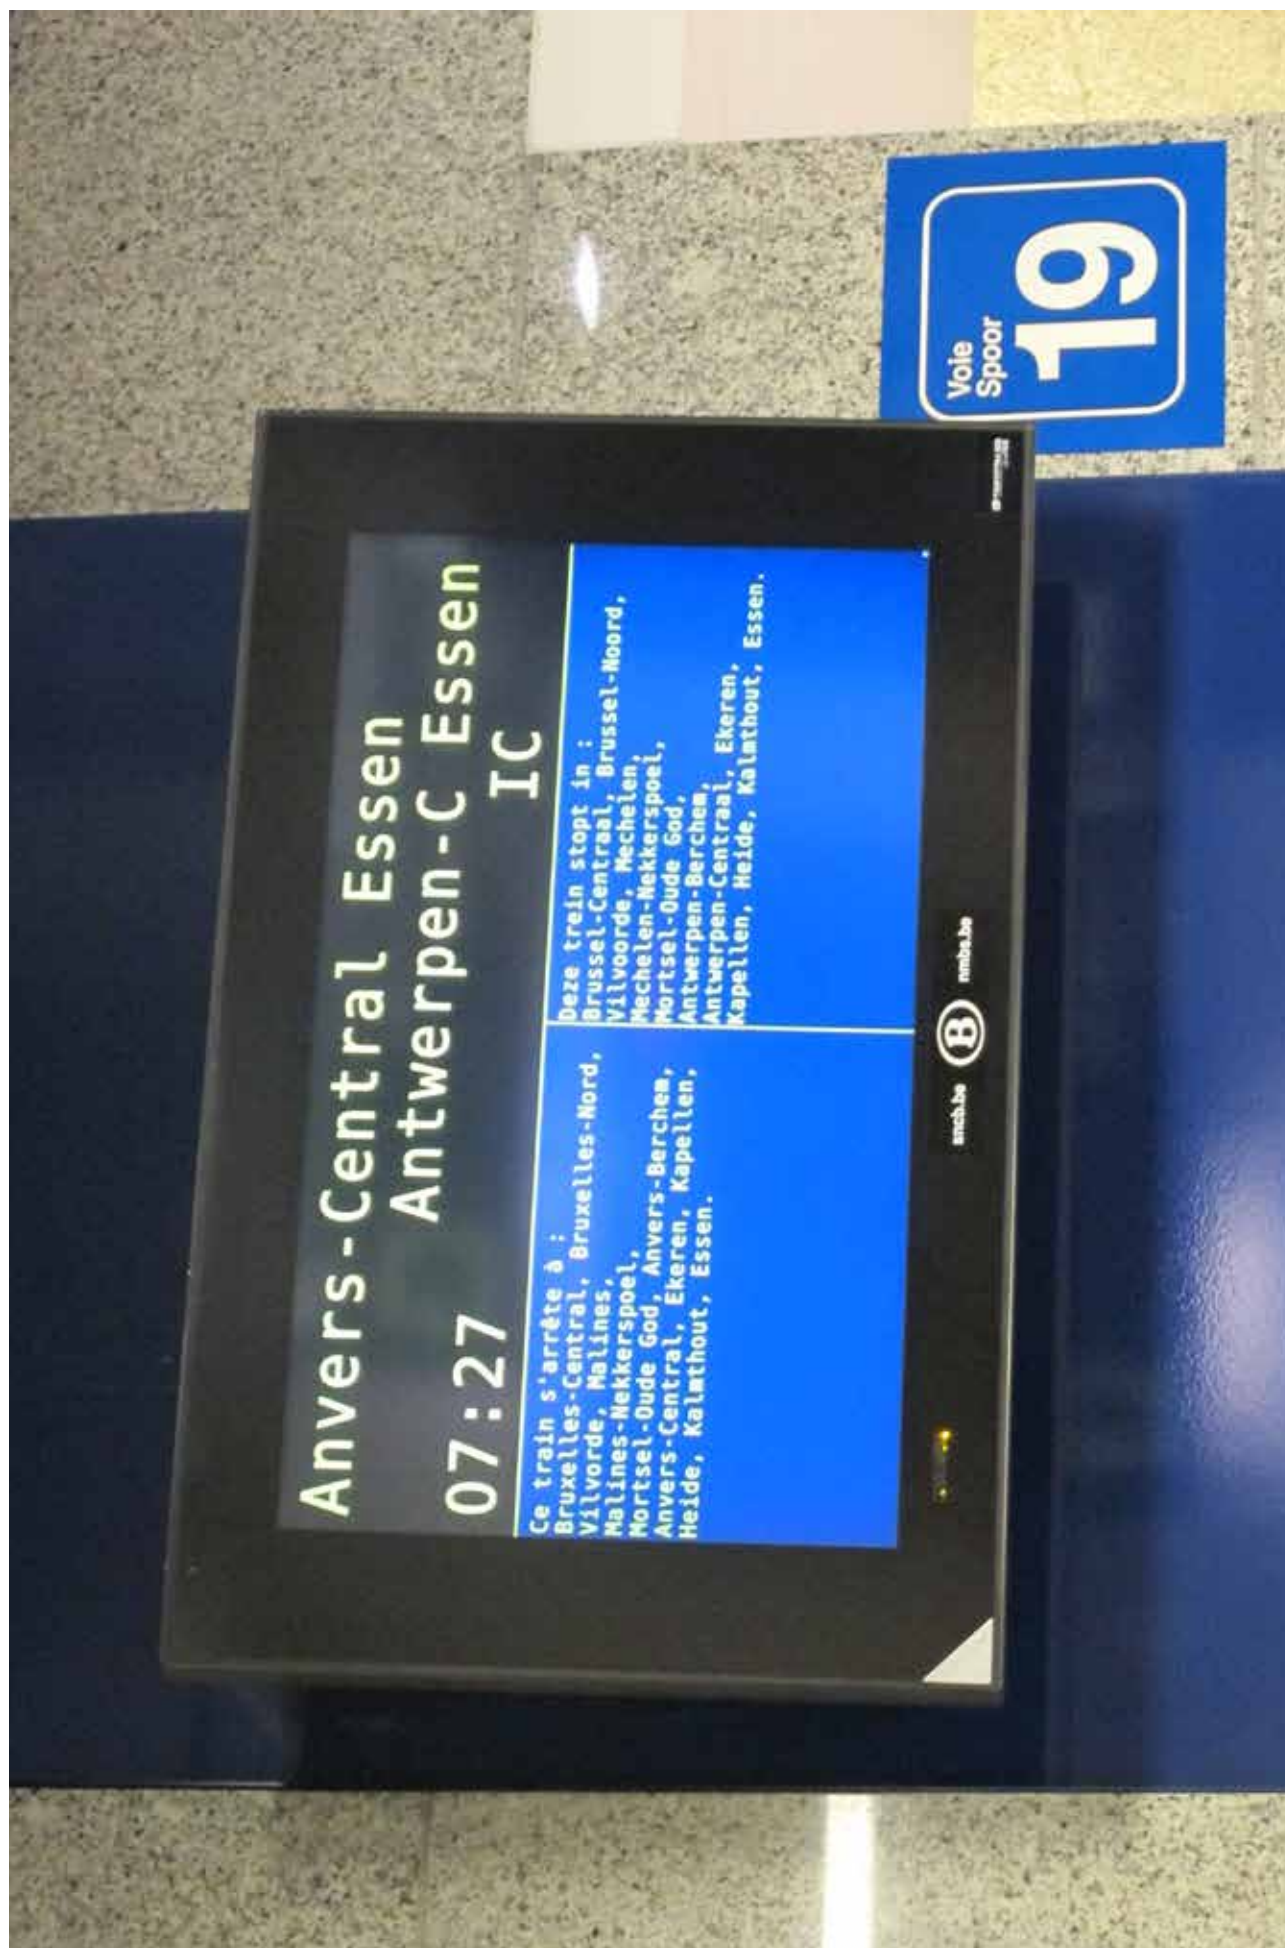 Anvers-Central Essen
Antwerpen-C Essen
07:27 IC
Ce train s'arrête à :
Bruxelles-Central, Bruxelles-Nord,
Vilvorde, Malines,
Malines-Nekkerspoel,
Mortsel-Oude God, Anvers-Berchem,
Anvers-Central, Ekeren, Kapellen,
Heide, Kalmthout, Essen.
Deze trein stopt in :
Brussel-Centraal, Brussel-Noord,
Vilvoorde, Mechelen,
Mechelen-Nekkerspoel,
Mortsel-Oude God,
Antwerpen-Berchem,
Antwerpen-Centraal, Ekeren,
Kapellen, Heide, Kalmthout, Essen.
sncb.be B nmbs.be
Voie
Spoor
19